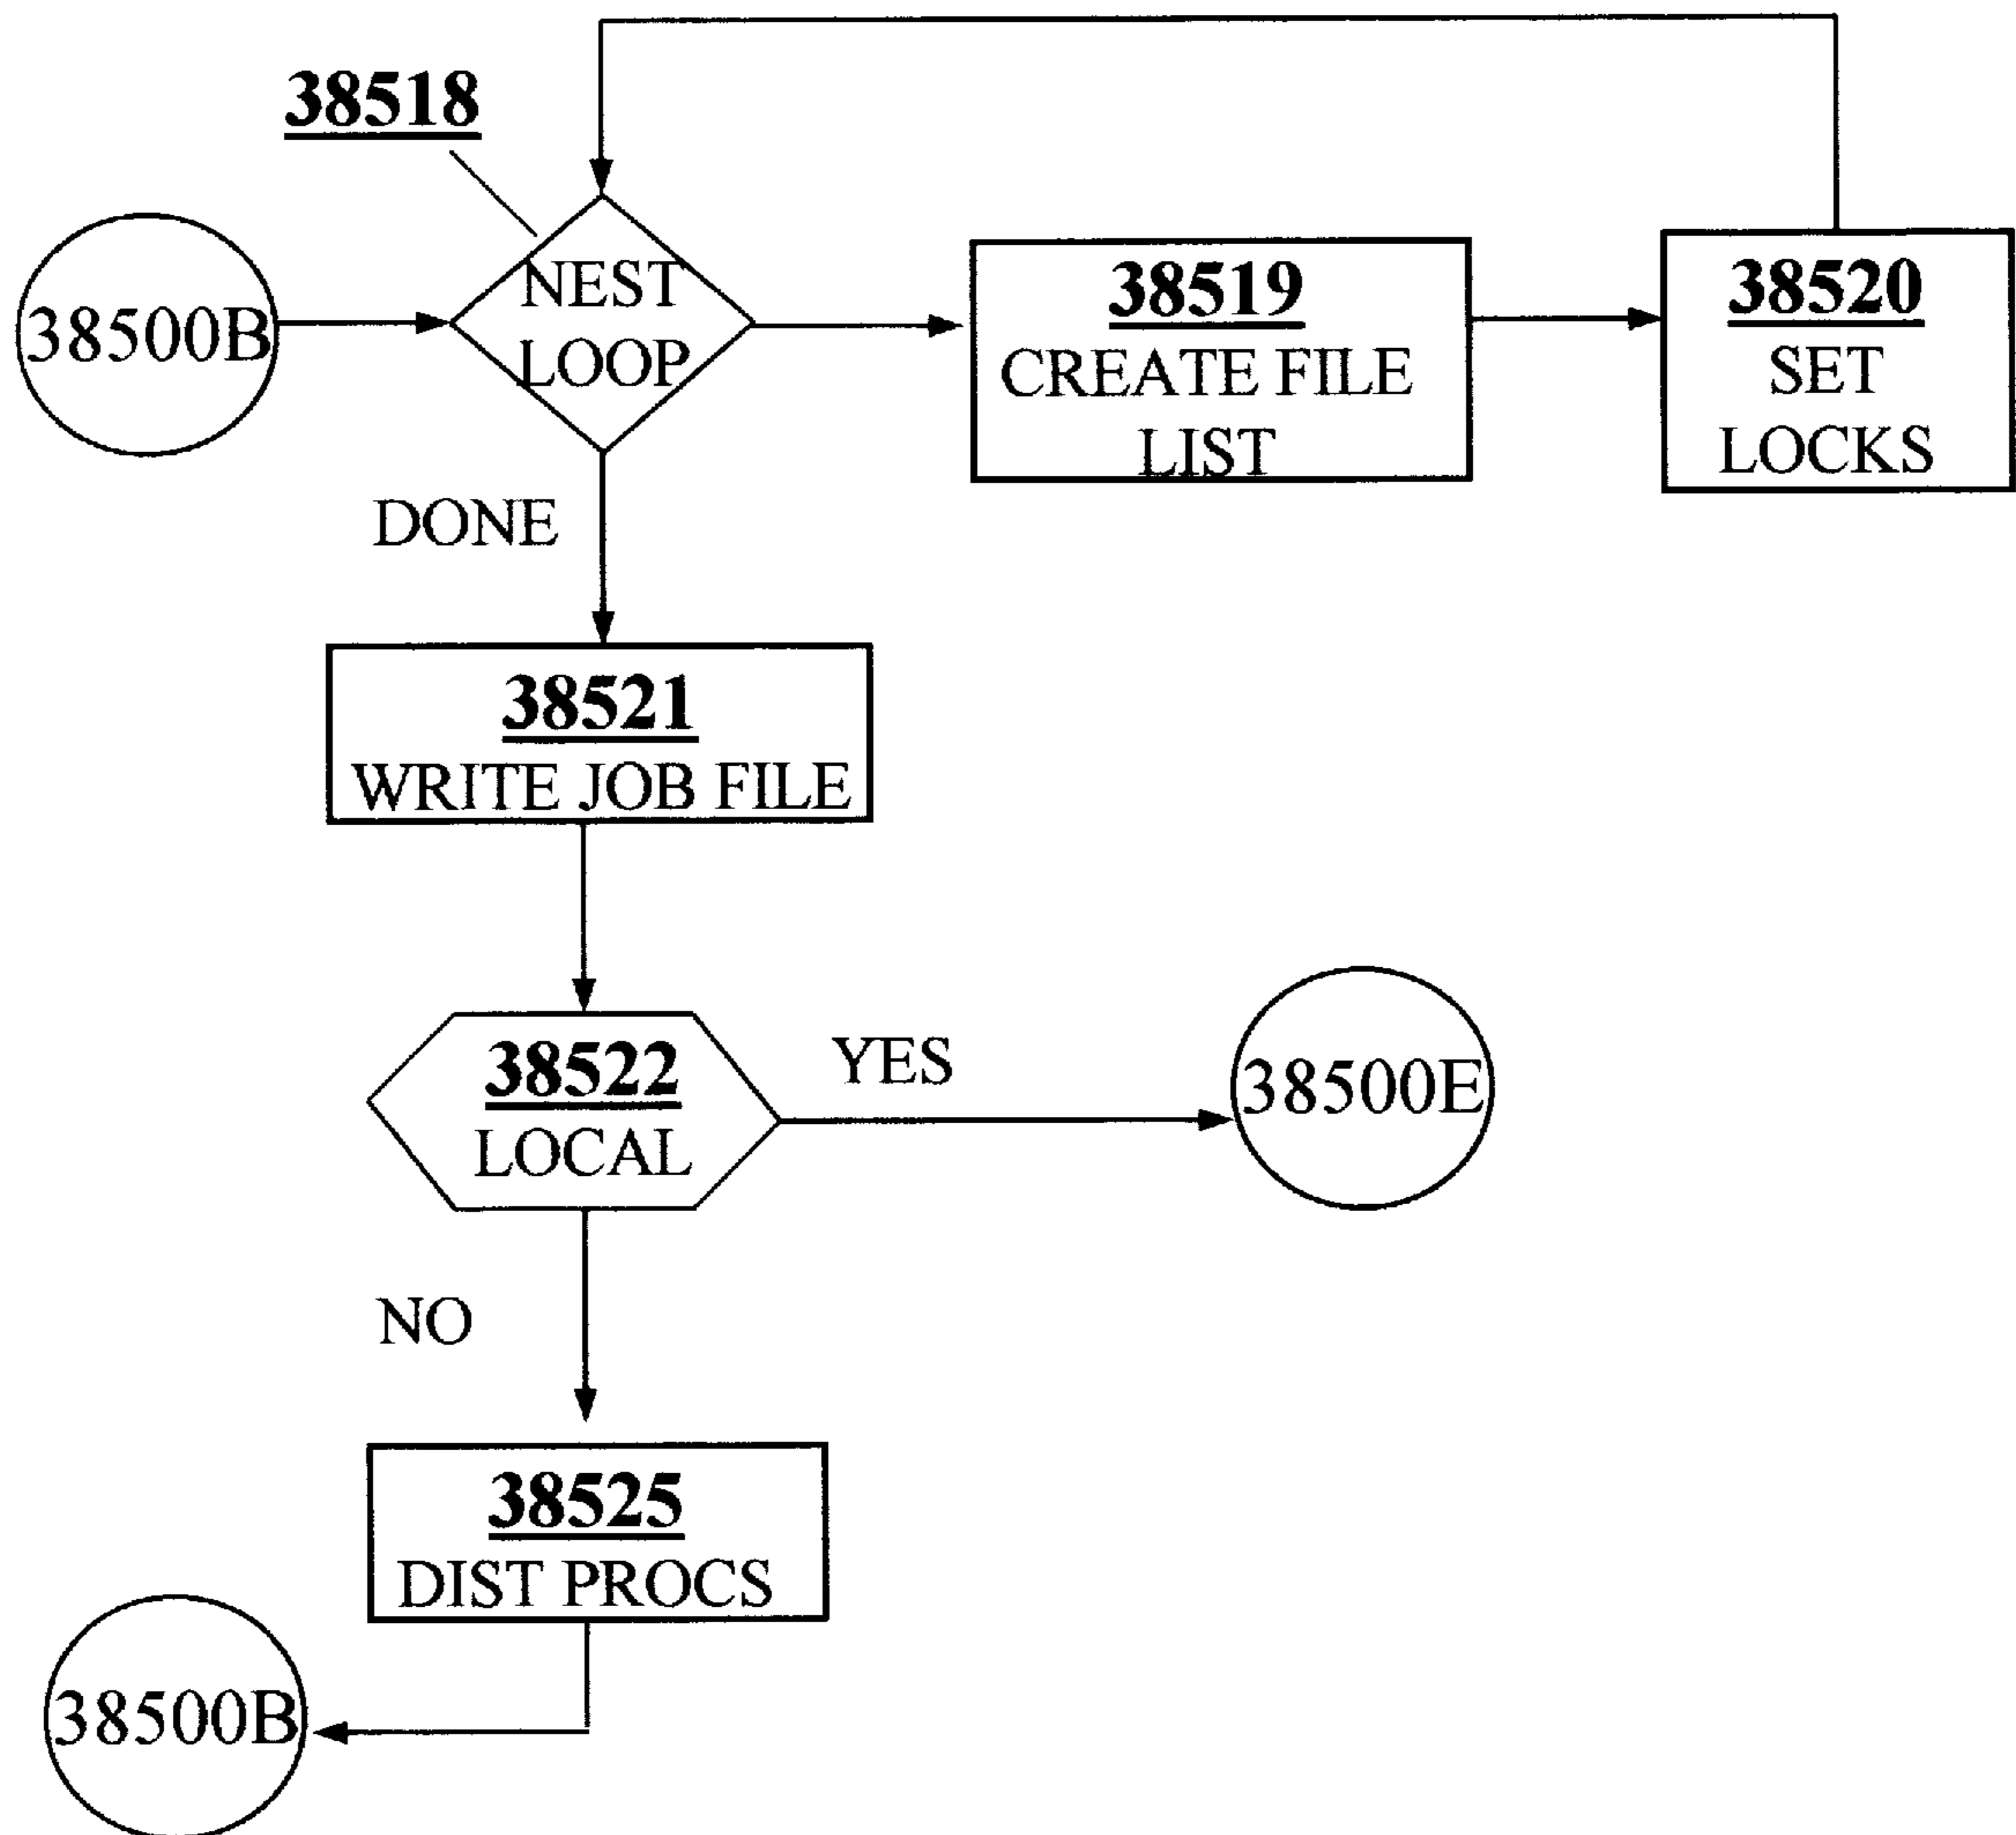 38518
38500B
NEST
LOOP
38519
CREATE FILE
LIST
38520
SET
LOCKS
DONE
38521
WRITE JOB FILE
38522
LOCAL
YES
38500E
NO
38525
DIST PROCS
38500B